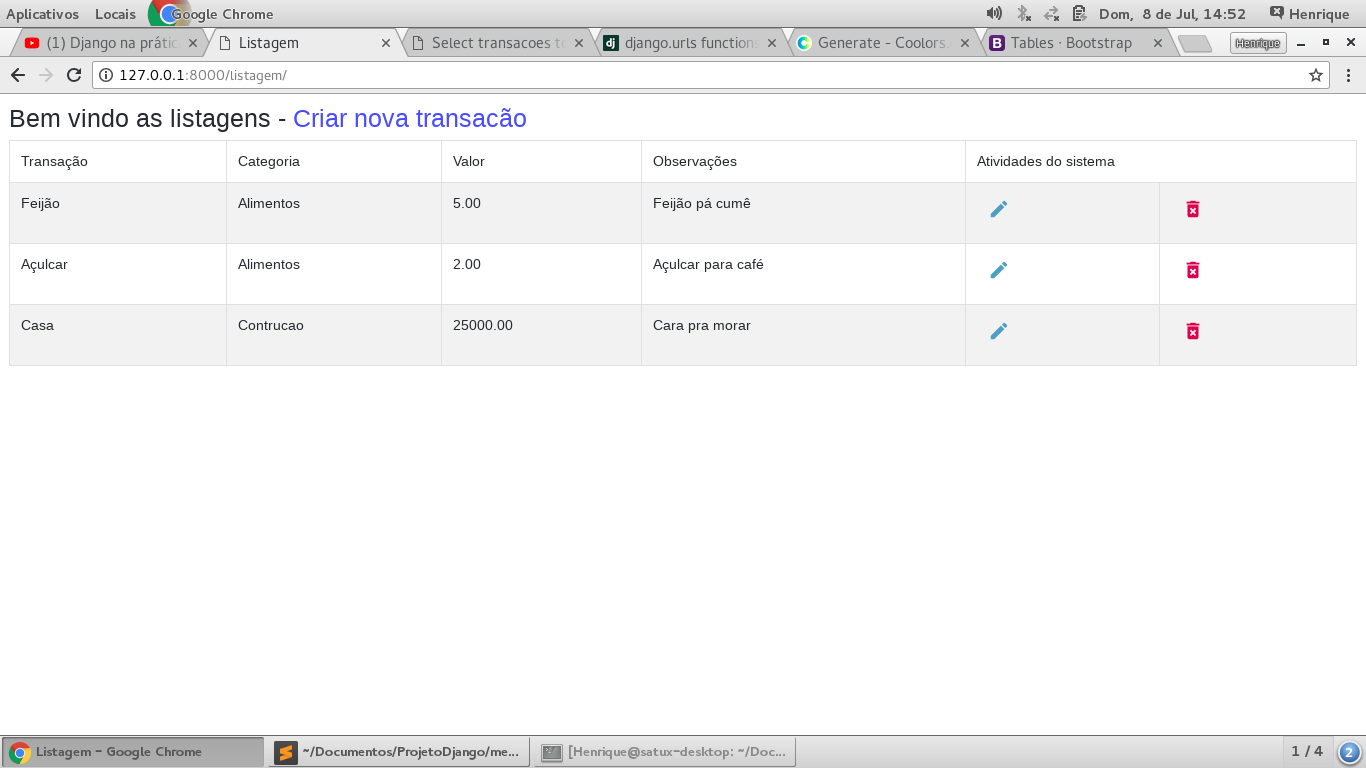 Aplicativos Locais Google Chrome Dom, 8 de Jul, 14:52 Henrique
(1) Django na prátic Listagem Select transacoes to django.urls functions Generate - Coolors. Tables · Bootstrap Henrique
127.0.0.1:8000/listagem/
Bem vindo as listagens - Criar nova transacão
Transação Categoria Valor Observações Atividades do sistema
Feijão Alimentos 5.00 Feijão pá cumê
Açulcar Alimentos 2.00 Açulcar para café
Casa Contrucao 25000.00 Cara pra morar
Listagem - Google Chrome ~/Documentos/ProjetoDjango/me... [Henrique@satux-desktop: ~/Doc... 1 / 4 2